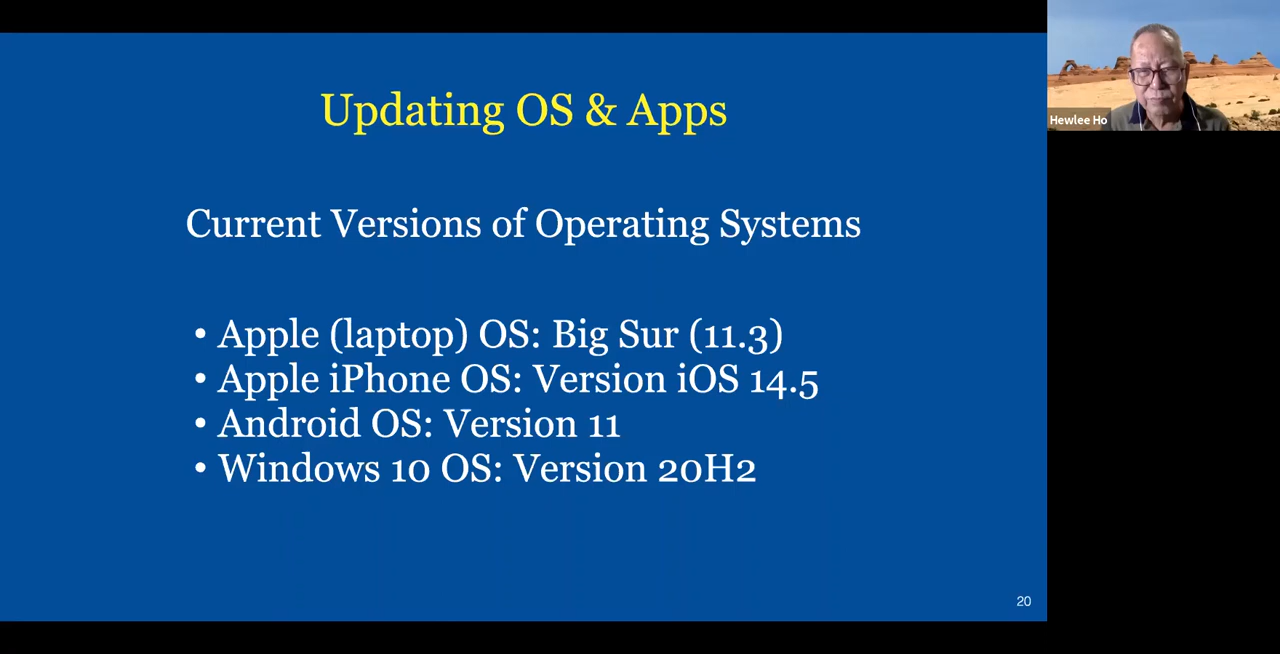 Updating OS & Apps
Current Versions of Operating Systems
• Apple (laptop) OS: Big Sur (11.3)
• Apple iPhone OS: Version iOS 14.5
• Android OS: Version 11
• Windows 10 OS: Version 20H2
20
Hewlee Ho